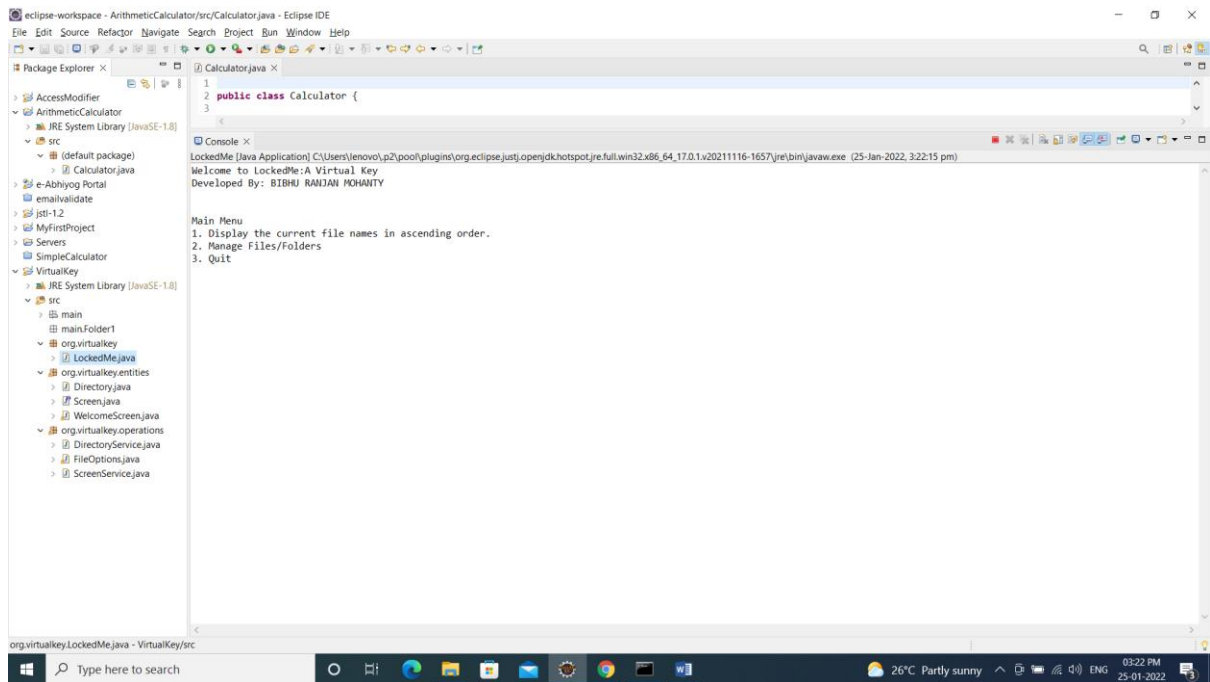 eclipse-workspace - ArithmeticCalculator/src/Calculator.java - Eclipse IDE
File Edit Source Refactor Navigate Search Project Run Window Help
Package Explorer
AccessModifier
ArithmeticCalculator
JRE System Library [JavaSE-1.8]
src
(default package)
Calculator.java
e-Abhiyog Portal
emailvalidate
jstl-1.2
MyFirstProject
Servers
SimpleCalculator
VirtualKey
JRE System Library [JavaSE-1.8]
src
main
main.Folder1
org.virtualkey
LockedMe.java
org.virtualkey.entities
Directory.java
Screen.java
WelcomeScreen.java
org.virtualkey.operations
DirectoryService.java
FileOptions.java
ScreenService.java
Calculator.java
1
2 public class Calculator {
3
Console
LockedMe [Java Application] C:\Users\lenovo\.p2\pool\plugins\org.eclipse.justj.openjdk.hotspot.jre.full.win32.x86_64_17.0.1.v20211116-1657\jre\bin\javaw.exe (25-Jan-2022, 3:22:15 pm)
Welcome to LockedMe:A Virtual Key
Developed By: BIBHU RANJAN MOHANTY
Main Menu
1. Display the current file names in ascending order.
2. Manage Files/Folders
3. Quit
org.virtualkey.LockedMe.java - VirtualKey/src
Type here to search
26°C Partly sunny
ENG
03:22 PM
25-01-2022
3